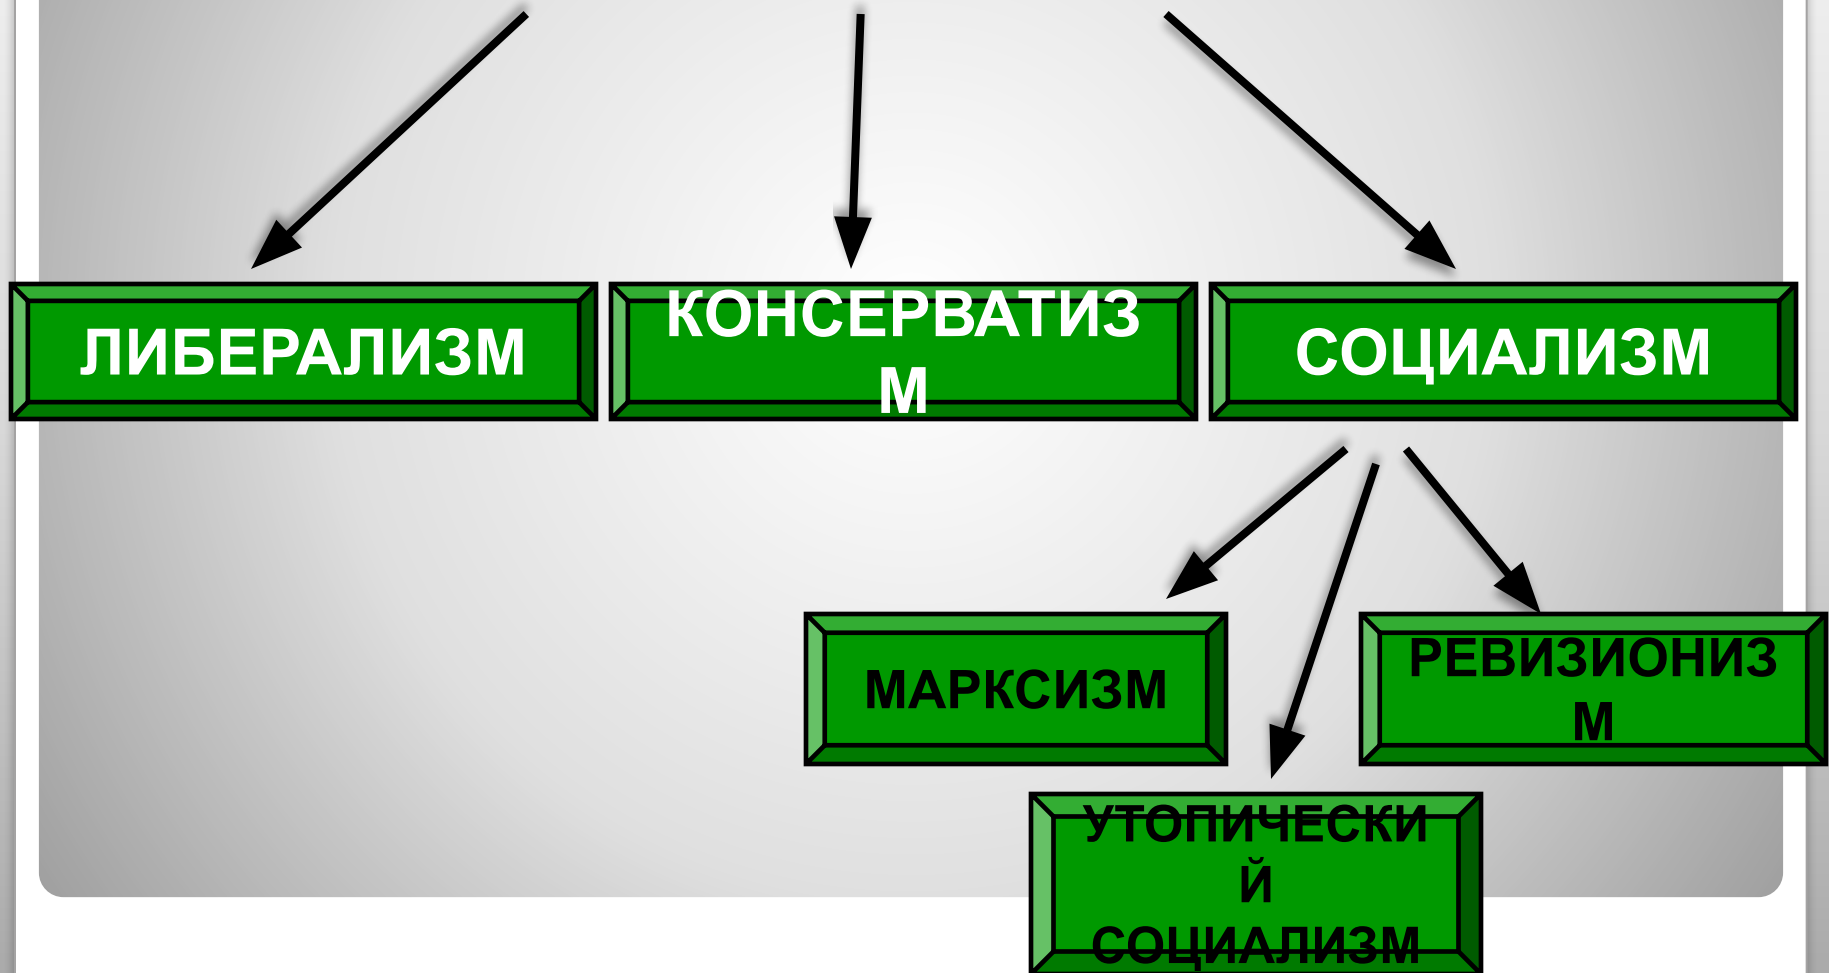 ЛИБЕРАЛИЗМ
КОНСЕРВАТИЗ
М
СОЦИАЛИЗМ
МАРКСИЗМ
РЕВИЗИОНИЗ
М
УТОПИЧЕСКИ
Й
СОЦИАЛИЗМ